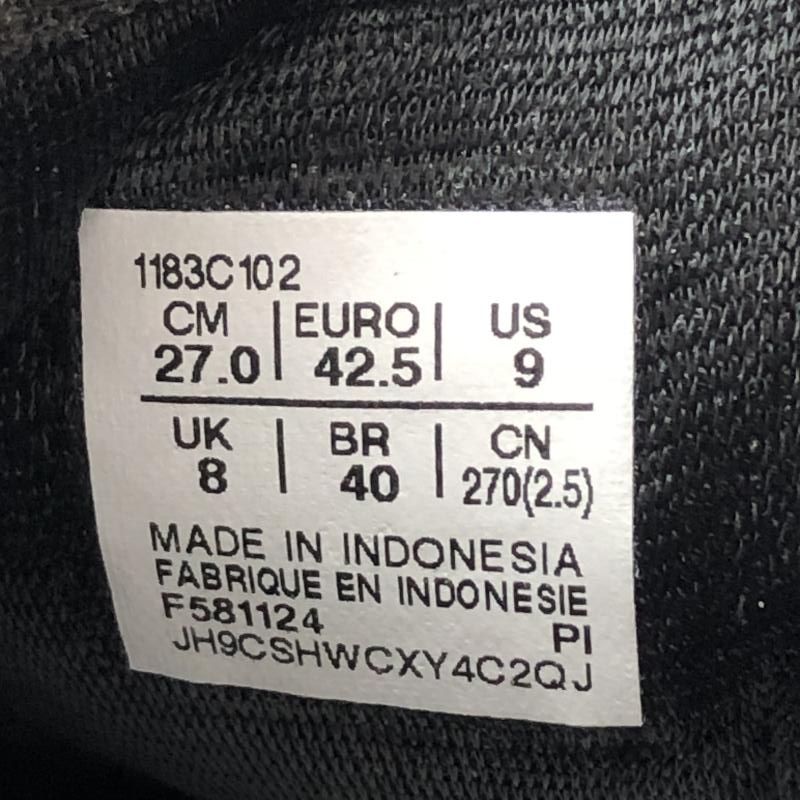 1183C102
CM | EURO | US
27.0 | 42.5 | 9
UK | BR | CN
8 | 40 | 270(2.5)
MADE IN INDONESIA
FABRIQUE EN INDONESIE
F581124 PI
JH9CSHWCXY4C2QJ